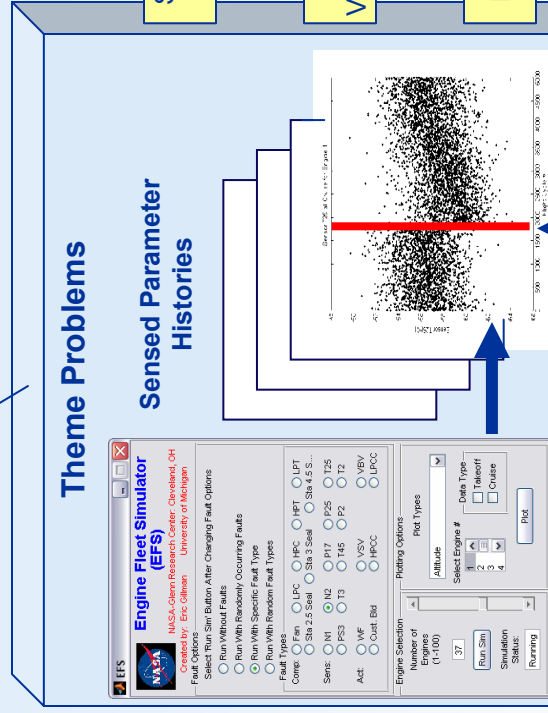 Theme Problems
Sensed Parameter
Histories
EFS
Engine Fleet Simulator
(EFS)
NASA-Glenn Research Center: Cleveland, OH
Created by: Eric Gilman University of Michigan
Fault Options
Select 'Run Sim' Button After Changing Fault Options
Run Without Faults
Run With Randomly Occurring Faults
Run With Specific Fault Type
Run With Random Fault Types
Fault Types
Comp: Fan LPC HPC HPT LPT
Sta 2.5 Seal Sta 3 Seal Sta 4.5 S...
Sens: N1 N2 P17 P25 T25
PS3 T3 T45 P2 T2
Act: WF VSV VBV
Cust. Bld HPCC LPCC
Engine Selection
Number of
Engines
(1-100)
37
Run Sim
Simulation
Status:
Running
Plotting Options
Plot Types
Altitude
Select Engine #
1
2
3
4
Data Type
Takeoff
Cruise
Plot